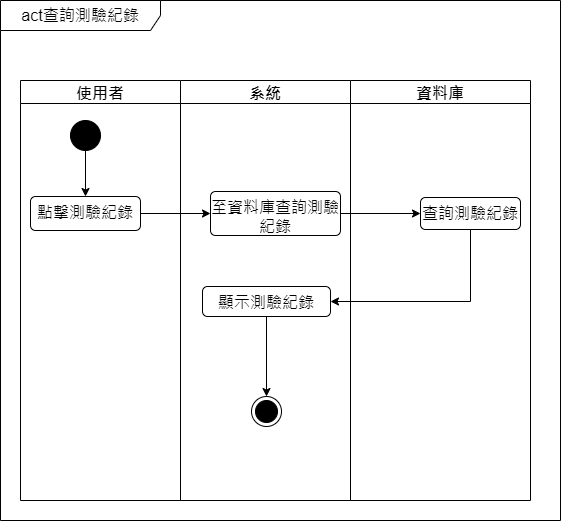 act查詢測驗紀錄
使用者
系統
資料庫
點擊測驗紀錄
至資料庫查詢測驗
紀錄
查詢測驗紀錄
顯示測驗紀錄